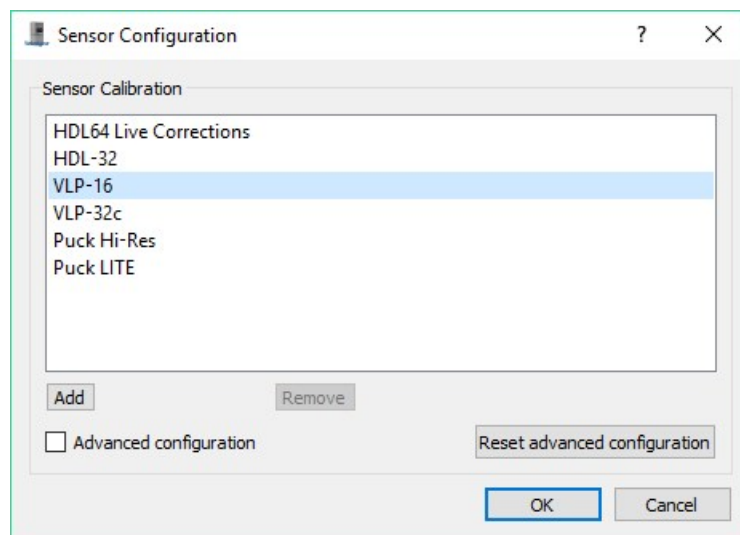 Sensor Configuration
Sensor Calibration
HDL64 Live Corrections
HDL-32
VLP-16
VLP-32c
Puck Hi-Res
Puck LITE
Add Remove
Advanced configuration Reset advanced configuration
OK Cancel